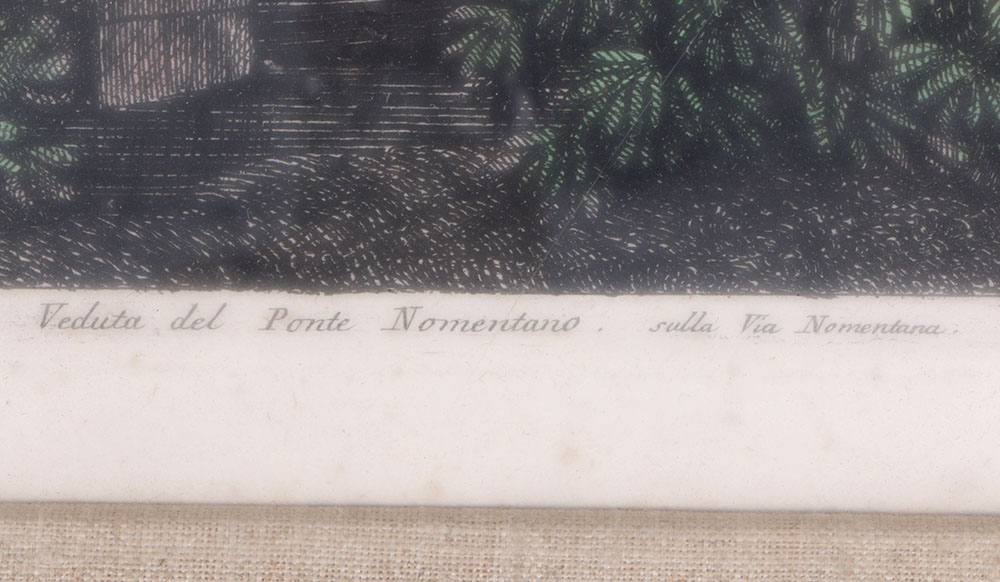 Veduta del Ponte Nomentano . sulla Via Nomentana .